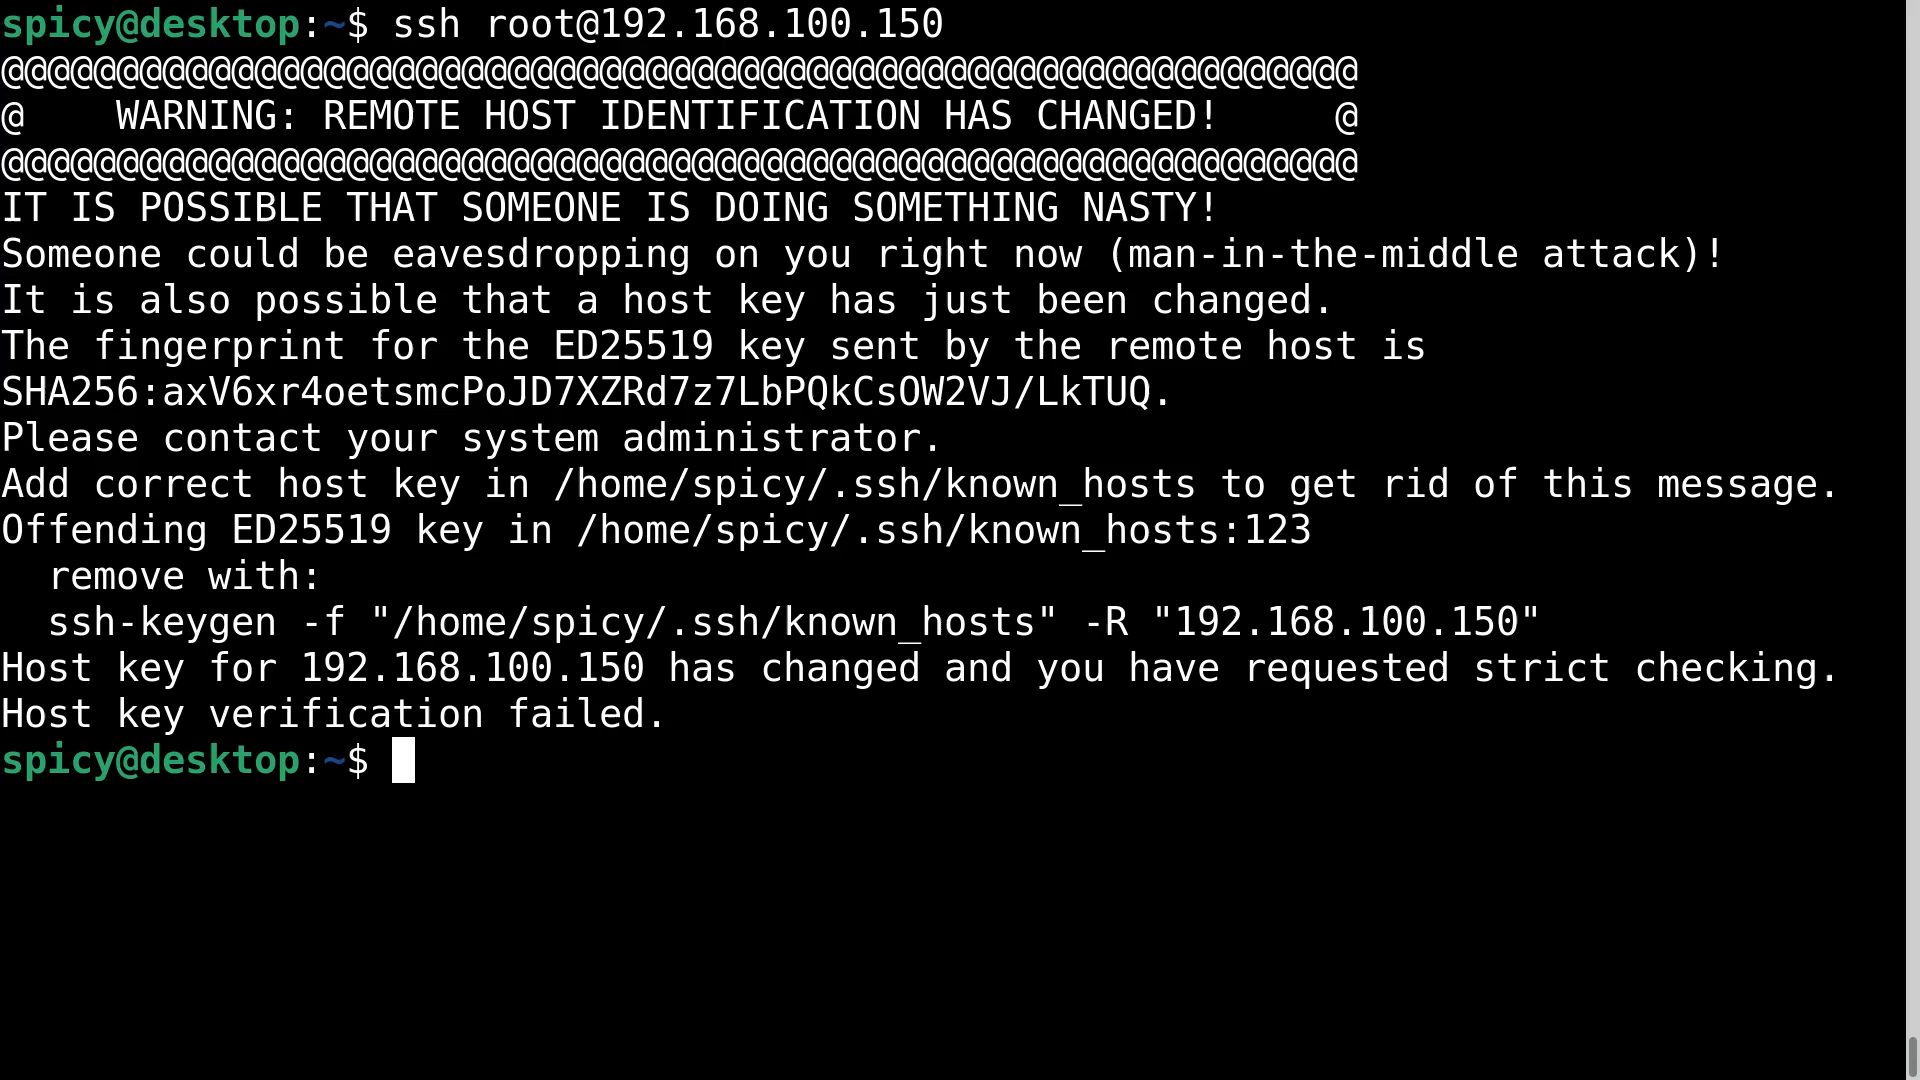 spicy@desktop:~$ ssh root@192.168.100.150
@@@@@@@@@@@@@@@@@@@@@@@@@@@@@@@@@@@@@@@@@@@@@@@@@@@@@@@@@@@
@    WARNING: REMOTE HOST IDENTIFICATION HAS CHANGED!     @
@@@@@@@@@@@@@@@@@@@@@@@@@@@@@@@@@@@@@@@@@@@@@@@@@@@@@@@@@@@
IT IS POSSIBLE THAT SOMEONE IS DOING SOMETHING NASTY!
Someone could be eavesdropping on you right now (man-in-the-middle attack)!
It is also possible that a host key has just been changed.
The fingerprint for the ED25519 key sent by the remote host is
SHA256:axV6xr4oetsmcPoJD7XZRd7z7LbPQkCsOW2VJ/LkTUQ.
Please contact your system administrator.
Add correct host key in /home/spicy/.ssh/known_hosts to get rid of this message.
Offending ED25519 key in /home/spicy/.ssh/known_hosts:123
  remove with:
  ssh-keygen -f "/home/spicy/.ssh/known_hosts" -R "192.168.100.150"
Host key for 192.168.100.150 has changed and you have requested strict checking.
Host key verification failed.
spicy@desktop:~$